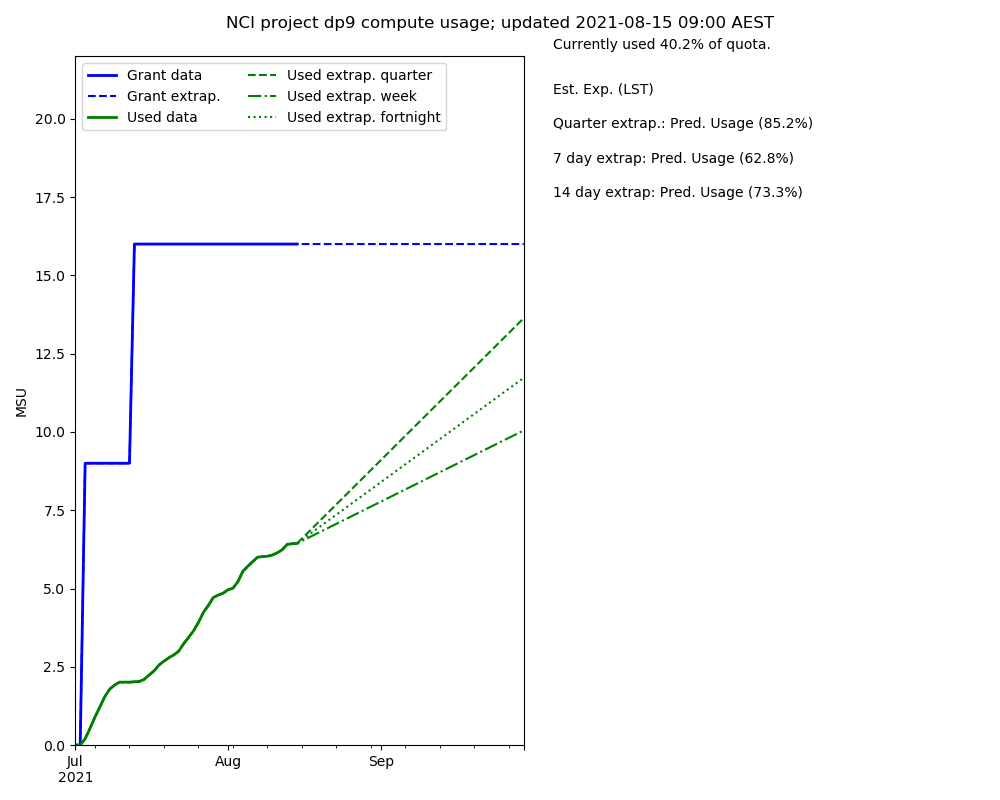 NCI project dp9 compute usage; updated 2021-08-15 09:00 AEST
Currently used 40.2% of quota.
Est. Exp. (LST)
Quarter extrap.: Pred. Usage (85.2%)
7 day extrap: Pred. Usage (62.8%)
14 day extrap: Pred. Usage (73.3%)
Grant data
Grant extrap.
Used data
Used extrap. quarter
Used extrap. week
Used extrap. fortnight
MSU
20.0
17.5
15.0
12.5
10.0
7.5
5.0
2.5
0.0
Jul
2021
Aug
Sep